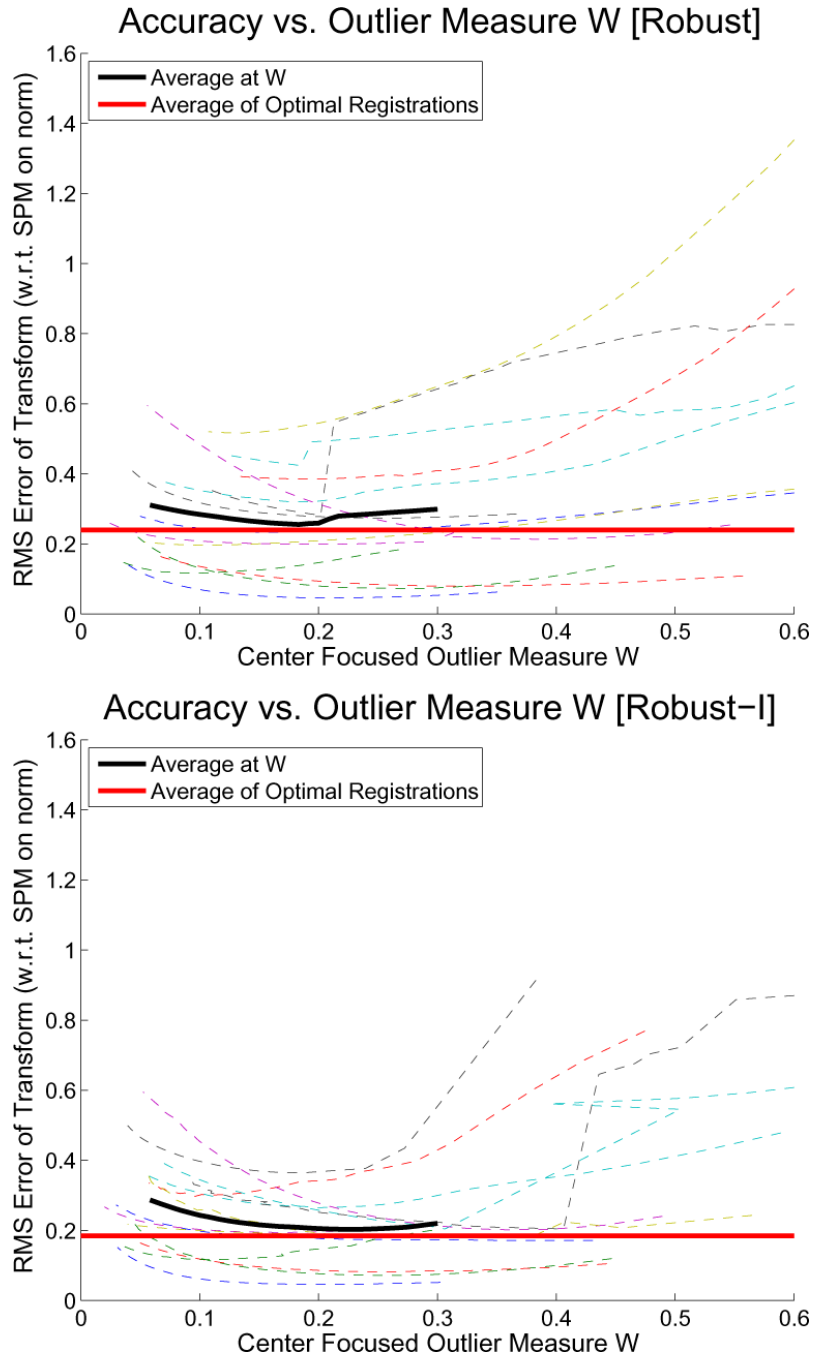 Accuracy vs. Outlier Measure W [Robust]
RMS Error of Transform (w.r.t. SPM on norm)
1.6
1.4
1.2
1
0.8
0.6
0.4
0.2
0
Average at W
Average of Optimal Registrations
0 0.1 0.2 0.3 0.4 0.5 0.6
Center Focused Outlier Measure W
Accuracy vs. Outlier Measure W [Robust−I]
RMS Error of Transform (w.r.t. SPM on norm)
1.6
1.4
1.2
1
0.8
0.6
0.4
0.2
0
Average at W
Average of Optimal Registrations
0 0.1 0.2 0.3 0.4 0.5 0.6
Center Focused Outlier Measure W